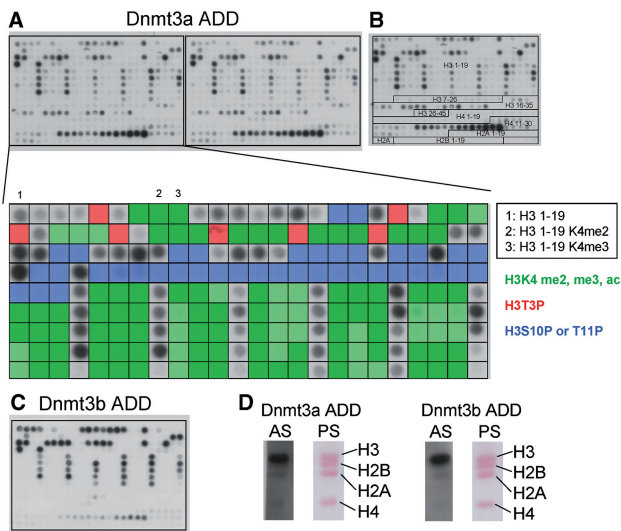 A
Dnmt3a ADD
B
H3 1-19
H3 7-26
H3 16-35
H3 26-45
H4 1-19
H4 11-30
H2A 1-19
H2A
H2B 1-19
1
2
3
1: H3 1-19
2: H3 1-19 K4me2
3: H3 1-19 K4me3
H3K4 me2, me3, ac
H3T3P
H3S10P or T11P
C
Dnmt3b ADD
D
Dnmt3a ADD
AS
PS
H3
H2B
H2A
H4
Dnmt3b ADD
AS
PS
H3
H2B
H2A
H4